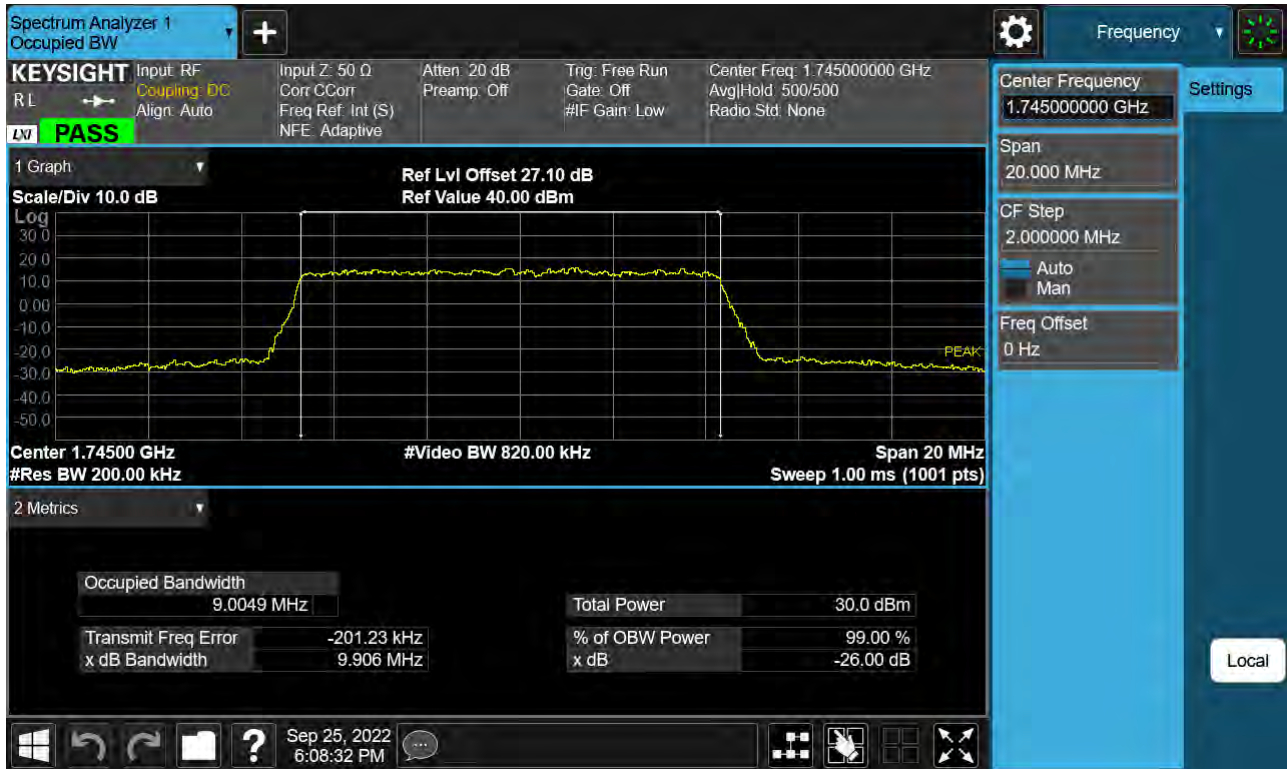 Spectrum Analyzer 1
Occupied BW
+
Frequency
KEYSIGHT
RL
LXI PASS
Input: RF
Coupling: DC
Align: Auto
Input Z: 50 Ω
Corr CCorr
Freq Ref: Int (S)
NFE: Adaptive
Atten: 20 dB
Preamp: Off
Trig: Free Run
Gate: Off
#IF Gain: Low
Center Freq: 1.745000000 GHz
Avg|Hold: 500/500
Radio Std: None
Center Frequency
1.745000000 GHz
Settings
Span
20.000 MHz
CF Step
2.000000 MHz
Auto
Man
Freq Offset
0 Hz
Local
1 Graph
Scale/Div 10.0 dB
Ref Lvl Offset 27.10 dB
Ref Value 40.00 dBm
Log
30.0
20.0
10.0
0.00
-10.0
-20.0
-30.0
-40.0
-50.0
PEAK
Center 1.74500 GHz
#Video BW 820.00 kHz
Span 20 MHz
#Res BW 200.00 kHz
Sweep 1.00 ms (1001 pts)
2 Metrics
Occupied Bandwidth
9.0049 MHz
Total Power 30.0 dBm
Transmit Freq Error -201.23 kHz
% of OBW Power 99.00 %
x dB Bandwidth 9.906 MHz
x dB -26.00 dB
?
Sep 25, 2022
6:08:32 PM